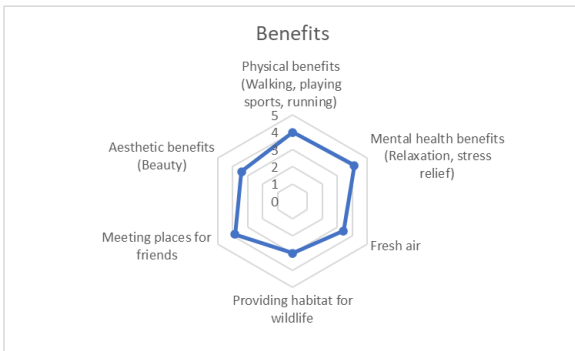 Benefits
Physical benefits
(Walking, playing
sports, running)
5
4
3
2
1
0
Mental health benefits
(Relaxation, stress
relief)
Fresh air
Providing habitat for
wildlife
Meeting places for
friends
Aesthetic benefits
(Beauty)